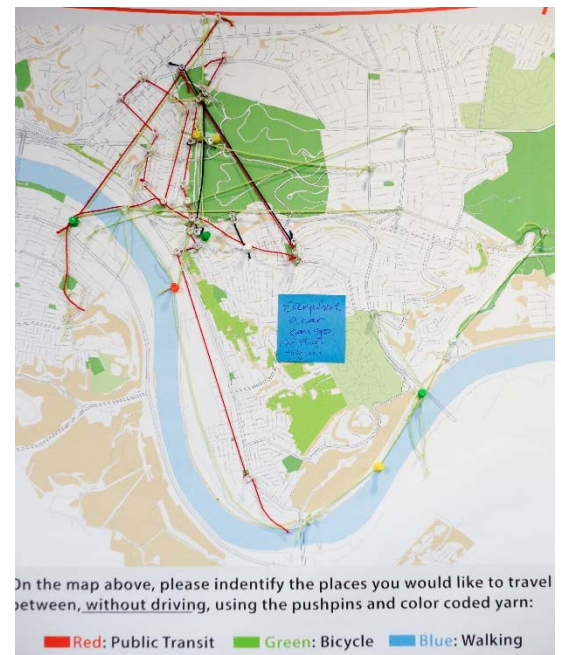 Everywhere
a car
can go
On the map above, please indentify the places you would like to travel
between, without driving, using the pushpins and color coded yarn:
Red: Public Transit Green: Bicycle Blue: Walking